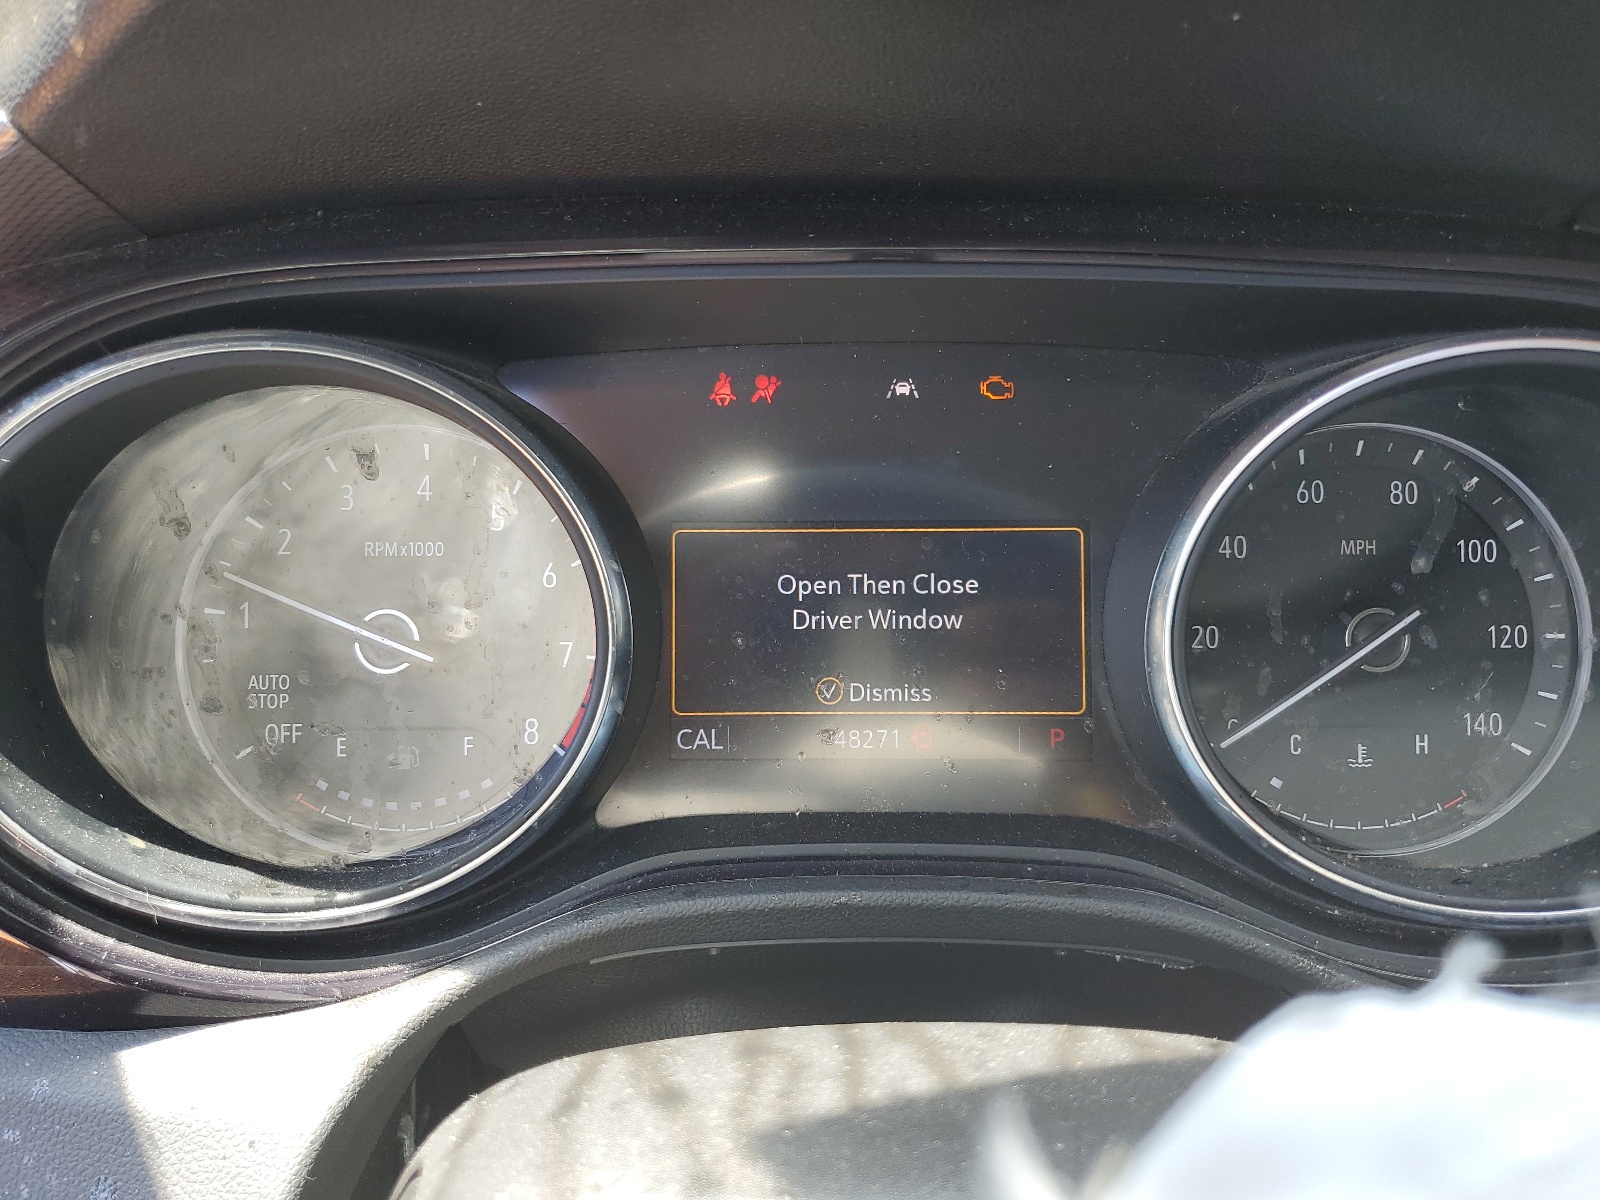 1
2
3
4
5
6
7
8
RPMx1000
AUTO
STOP
OFF
E
F
Open Then Close
Driver Window
Dismiss
CAL
48271
P
20
40
60
80
100
120
140
MPH
C
H